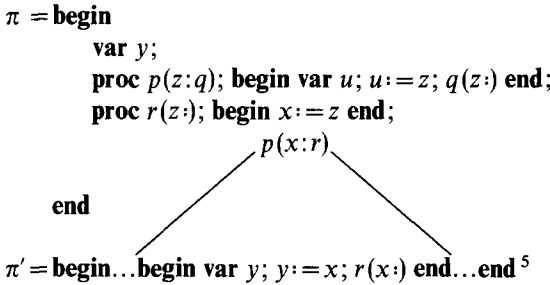 π = begin
var y;
proc p(z:q); begin var u; u:=z; q(z:) end;
proc r(z:); begin x:=z end;
p(x:r)
end
π′ = begin...begin var y; y:=x; r(x:) end...end ⁵